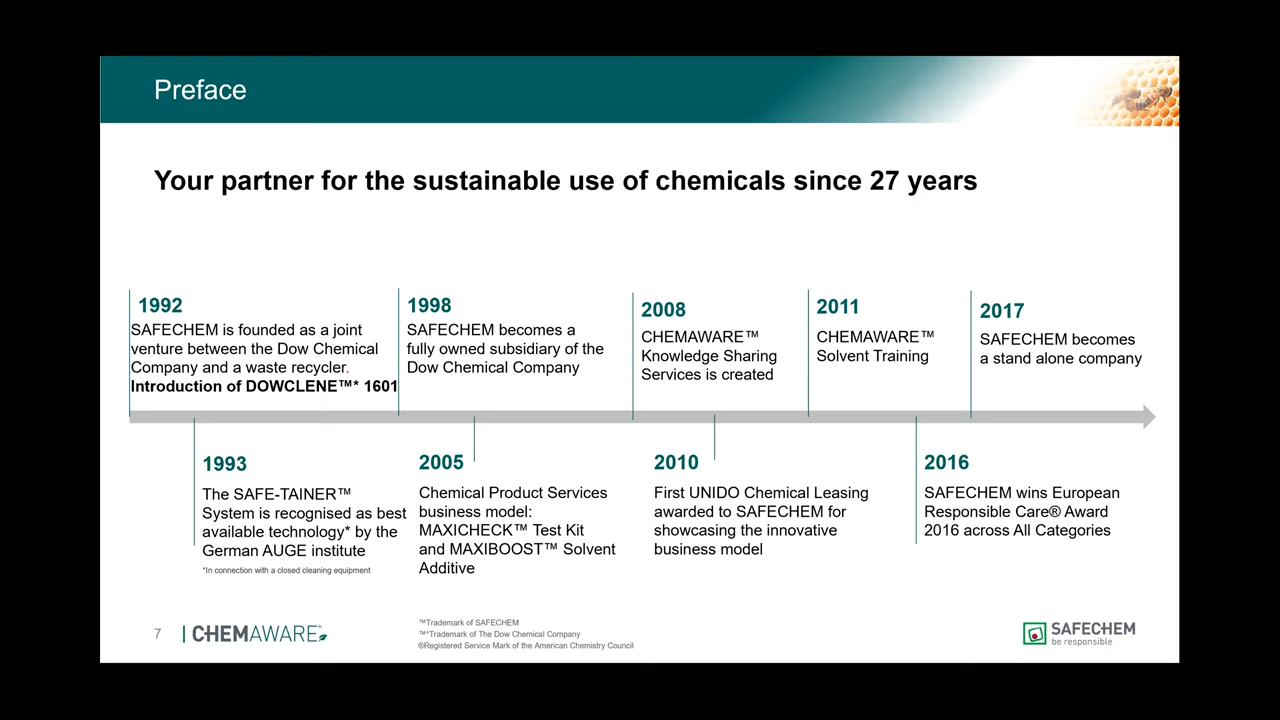 Preface
Your partner for the sustainable use of chemicals since 27 years
1992
SAFECHEM is founded as a joint
venture between the Dow Chemical
Company and a waste recycler.
Introduction of DOWCLENE™* 1601
1998
SAFECHEM becomes a
fully owned subsidiary of the
Dow Chemical Company
2008
CHEMAWARE™
Knowledge Sharing
Services is created
2011
CHEMAWARE™
Solvent Training
2017
SAFECHEM becomes
a stand alone company
1993
The SAFE-TAINER™
System is recognised as best
available technology* by the
German AUGE institute
*In connection with a closed cleaning equipment
2005
Chemical Product Services
business model:
MAXICHECK™ Test Kit
and MAXIBOOST™ Solvent
Additive
2010
First UNIDO Chemical Leasing
awarded to SAFECHEM for
showcasing the innovative
business model
2016
SAFECHEM wins European
Responsible Care® Award
2016 across All Categories
7
CHEMAWARE™
™Trademark of SAFECHEM
™*Trademark of The Dow Chemical Company
®Registered Service Mark of the American Chemistry Council
SAFECHEM
be responsible